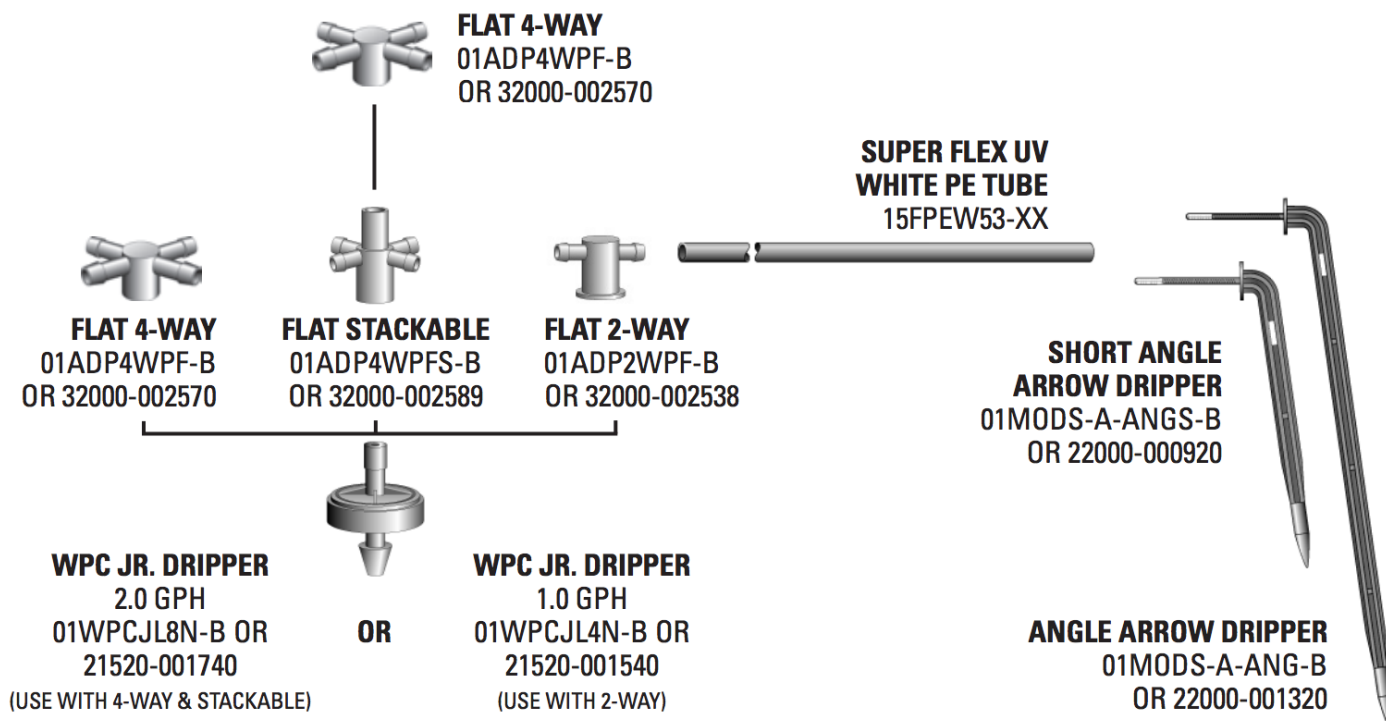 FLAT 4-WAY
01ADP4WPF-B
OR 32000-002570
SUPER FLEX UV
WHITE PE TUBE
15FPEW53-XX
FLAT 4-WAY
01ADP4WPF-B
OR 32000-002570
FLAT STACKABLE
01ADP4WPFS-B
OR 32000-002589
FLAT 2-WAY
01ADP2WPF-B
OR 32000-002538
SHORT ANGLE
ARROW DRIPPER
01MODS-A-ANGS-B
OR 22000-000920
WPC JR. DRIPPER
2.0 GPH
01WPCJL8N-B OR
21520-001740
(USE WITH 4-WAY & STACKABLE)
OR
WPC JR. DRIPPER
1.0 GPH
01WPCJL4N-B OR
21520-001540
(USE WITH 2-WAY)
ANGLE ARROW DRIPPER
01MODS-A-ANG-B
OR 22000-001320